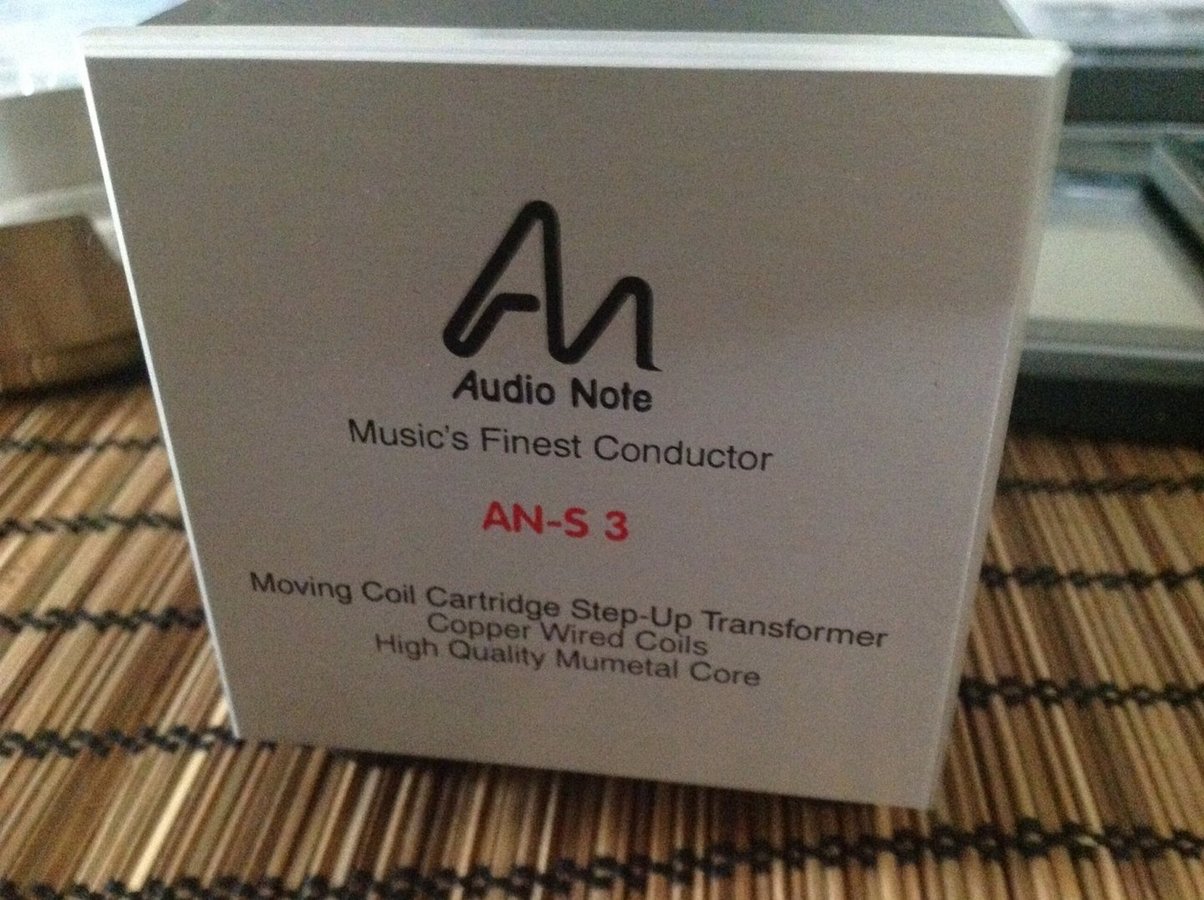 An
Audio Note
Music's Finest Conductor
AN-S 3
Moving Coil Cartridge Step-Up Transformer
Copper Wired Coils
High Quality Mumetal Core